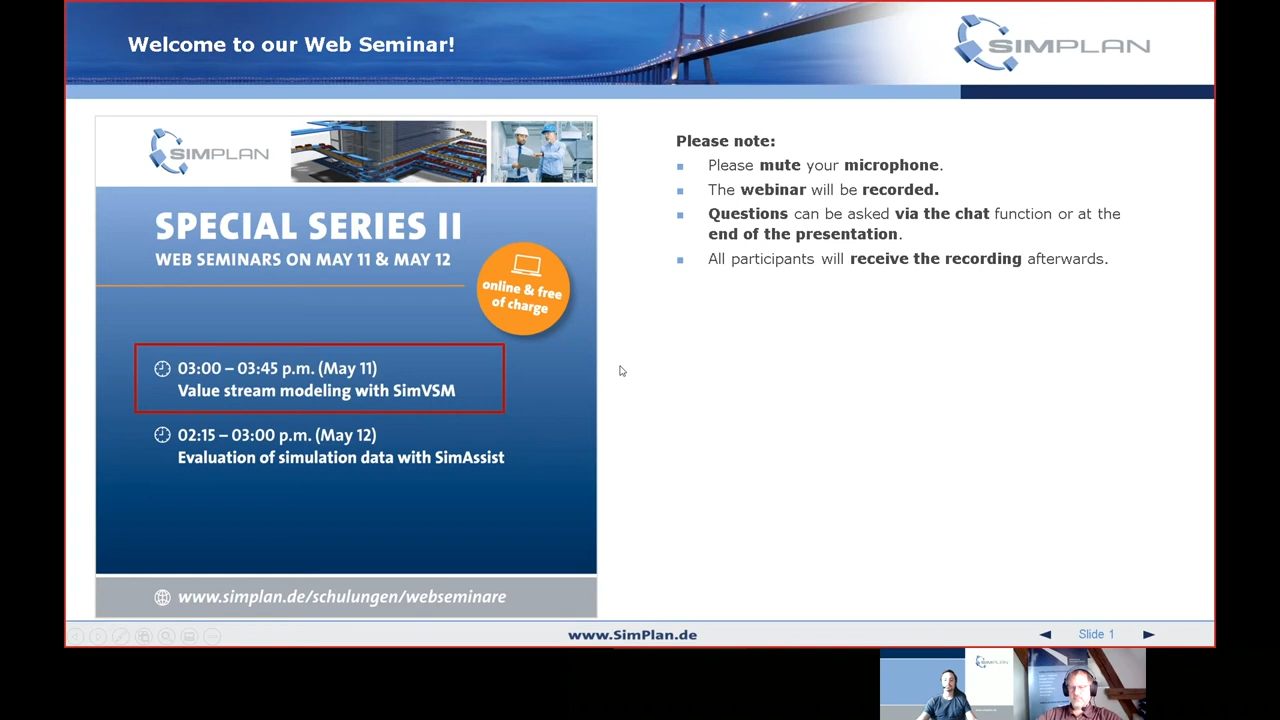 Welcome to our Web Seminar!
SIMPLAN
SIMPLAN
SPECIAL SERIES II
WEB SEMINARS ON MAY 11 & MAY 12
online & free
of charge
03:00 – 03:45 p.m. (May 11)
Value stream modeling with SimVSM
02:15 – 03:00 p.m. (May 12)
Evaluation of simulation data with SimAssist
www.simplan.de/schulungen/webseminare
Please note:
Please mute your microphone.
The webinar will be recorded.
Questions can be asked via the chat function or at the
end of the presentation.
All participants will receive the recording afterwards.
www.SimPlan.de
Slide 1
SIMPLAN